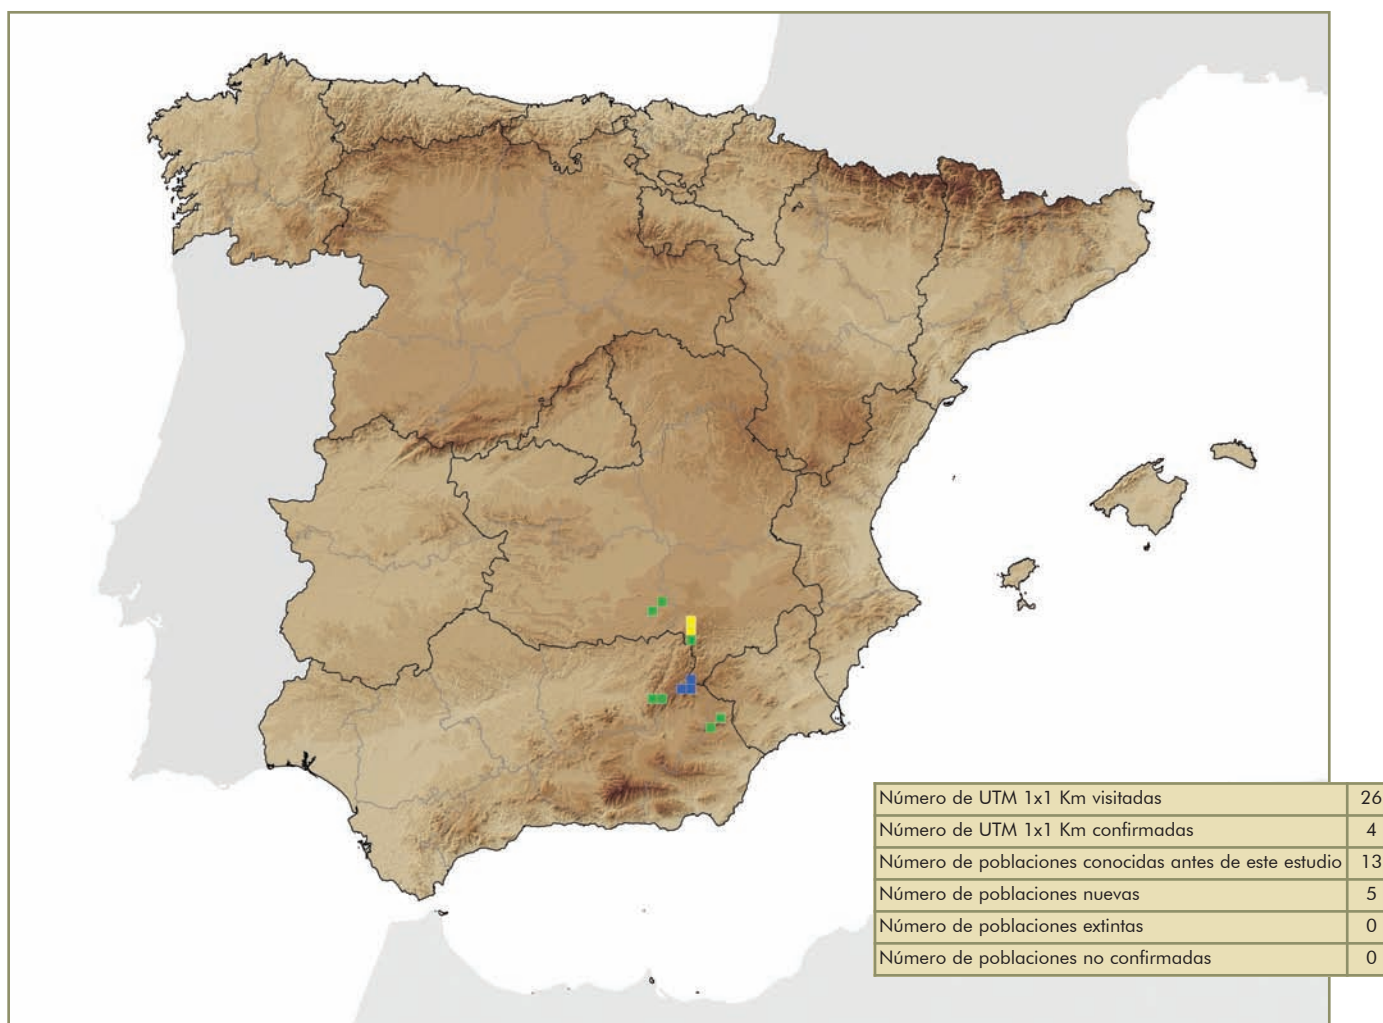 Número de UTM 1x1 Km visitadas 26
Número de UTM 1x1 Km confirmadas 4
Número de poblaciones conocidas antes de este estudio 13
Número de poblaciones nuevas 5
Número de poblaciones extintas 0
Número de poblaciones no confirmadas 0